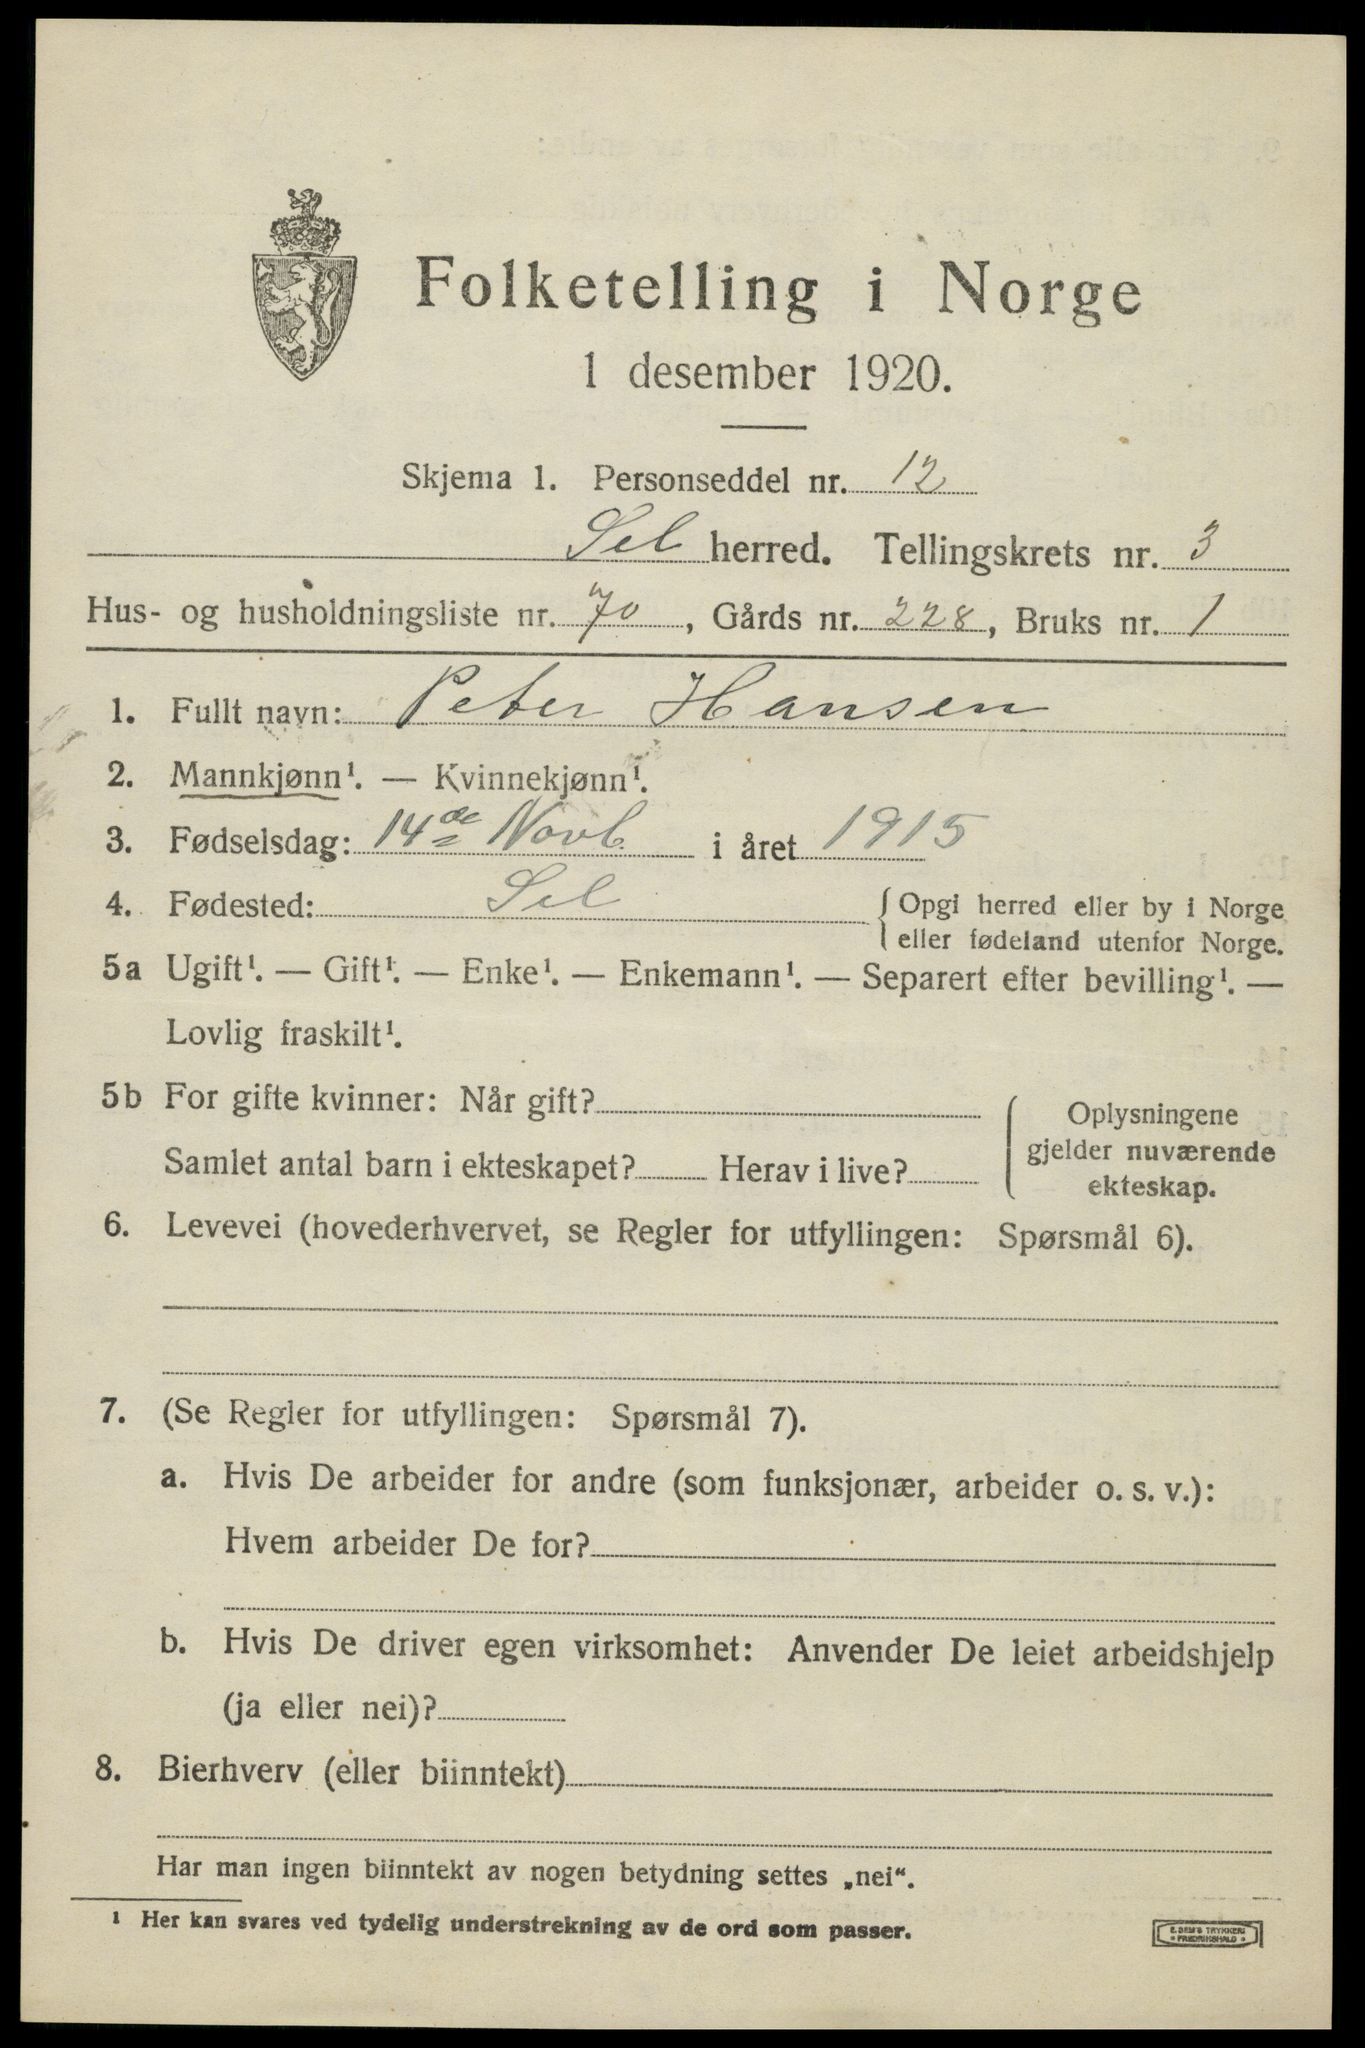 Folketelling i Norge
1 desember 1920.
Skjema 1. Personseddel nr. 12
Sel herred. Tellingskrets nr. 3
Hus- og husholdningsliste nr. 70, Gårds nr. 228, Bruks nr. 1
1. Fullt navn: Peter Hansen
2. Mannkjønn¹. — Kvinnekjønn¹.
3. Fødselsdag: 14de Novb i året 1915
4. Fødested: Sel { Opgi herred eller by i Norge
eller fødeland utenfor Norge.
5a Ugift¹. — Gift¹. — Enke¹. — Enkemann¹. — Separert efter bevilling¹. —
Lovlig fraskilt¹.
5b For gifte kvinner: Når gift?
Samlet antal barn i ekteskapet? Herav i live?
Oplysningene
gjelder nuværende
ekteskap.
6. Levevei (hovederhvervet, se Regler for utfyllingen: Spørsmål 6).
7. (Se Regler for utfyllingen: Spørsmål 7).
a. Hvis De arbeider for andre (som funksjonær, arbeider o. s. v.):
Hvem arbeider De for?
b. Hvis De driver egen virksomhet: Anvender De leiet arbeidshjelp
(ja eller nei)?
8. Bierhverv (eller biinntekt)
Har man ingen biinntekt av nogen betydning settes „nei“.
¹ Her kan svares ved tydelig understrekning av de ord som passer.
E. SEM'S TRYKKERI
FREDRIKSHALD